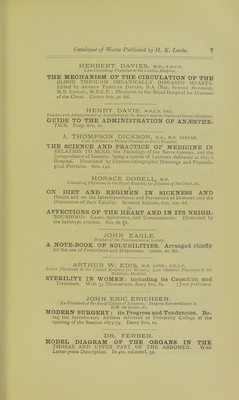 Catalogue of Works Published by H. K. Lewis. 7
HERBERT DAVIES, M.D., F.R.C.P.
Late Consulting Physician to the London Hospital.
THE MECHANISM OF THE CIRCULATION OF THE
BLOOD THROUGH ORGANICALLY DISEASED HEARTS.
Edited by ARTHUR TEMPLER DAVIES, B.A. (Nat. Science Honours),
M.B. Cantab., M.R.C.P.; Physician to the Royal Hospital for Diseases
of the Chest. Crown 8vo, 3s. 6d.
HENRY DAVIS, M.R.C.S. ENG.
Teacher and Administrator of Anæsthetics to St. Mary's and the National Dental Hospitals.
GUIDE TO THE ADMINISTRATION OF ANÆSTHE-
TICS. Fcap. 8vo, 2s.
J. THOMPSON DICKSON, M.A., M.B. CANTAB.
Late Lecturer on Mental Diseases at Guy's Hospital.
THE SCIENCE AND PRACTICE OF MEDICINE IN
RELATION TO MIND, the Pathology of the Nerve Centres, and the
Jurisprudence of Insanity being a course of Lectures delivered at Guy's
Hospital. Illustrated by Chromo-lithographic Drawings and Physiolo-
gical Portraits. 8vo, 14s.
HORACE DOBELL, M.D.
Consulting Physician to the Royal Hospital for Diseases of the Chest, &c.
I.
ON DIET AND REGIMEN IN SICKNESS AND
Health and on the Interdependence and Prevention of Diseases and the
Diminution of their Fatality. Seventh Edition, 8vo, 10s. 6d.
II.
AFFECTIONS OF THE HEART AND IN ITS NEIGH-
BOURHOOD. Cases, Aphorisms, and Commentaries. Illustrated by
the heliotype process. 8vo, 6s 6d.
JOHN EAGLE.
Member of the Pharmaceutical Society.
A NOTE-BOOK OF SOLUBILITIES. Arranged chiefly
for the use of Prescribers and Dispensers. 12mo, 2s. 6d.
ARTHUR W. EDIS, M.D. LOND., F.R.C.P.
Senior Physician to the Chelsea Hospital for Women; Late Obstetric Physician to the
Middlesex Hospital.
STERILITY IN WOMEN: including its Causation and
Treatment. With 33 Illustrations, demy 8vo, 6s. [Just published.
JOHN ERIC ERICHSEN.
Ex-President of the Royal College of Surgeons; Surgeon Extraordinary to
H.M. the Queen, etc.
MODERN SURGERY; its Progress and Tendencies. Be-
ing the Introductory Address delivered at University College at the
opening of the Session 1873-74. Demy 8vo, 1s.
DR. FERBER.
MODEL DIAGRAM OF THE ORGANS IN THE
THORAX AND UPPER PART OF THE ABDOMEN. With
Letter-press Description. In 4to, coloured, 5s.